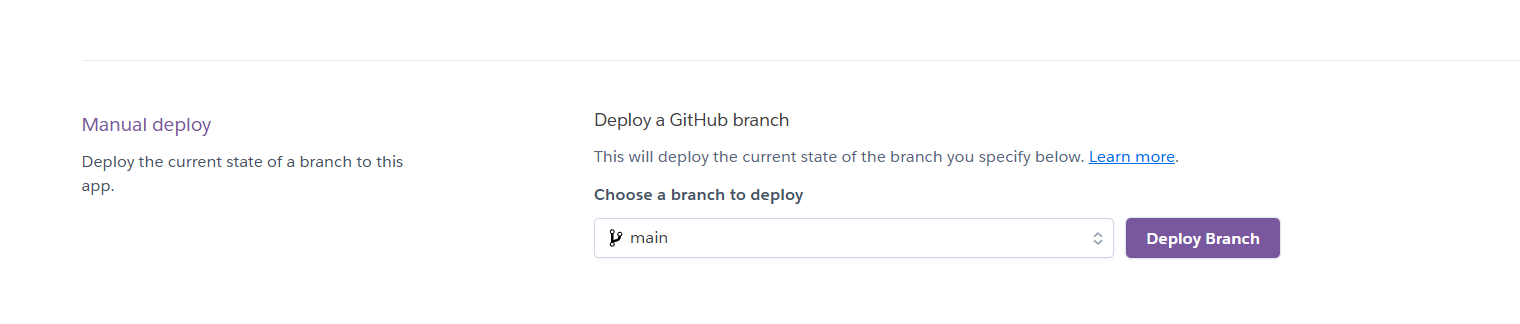 Manual deploy
Deploy the current state of a branch to this
app.
Deploy a GitHub branch
This will deploy the current state of the branch you specify below. Learn more.
Choose a branch to deploy
main
Deploy Branch